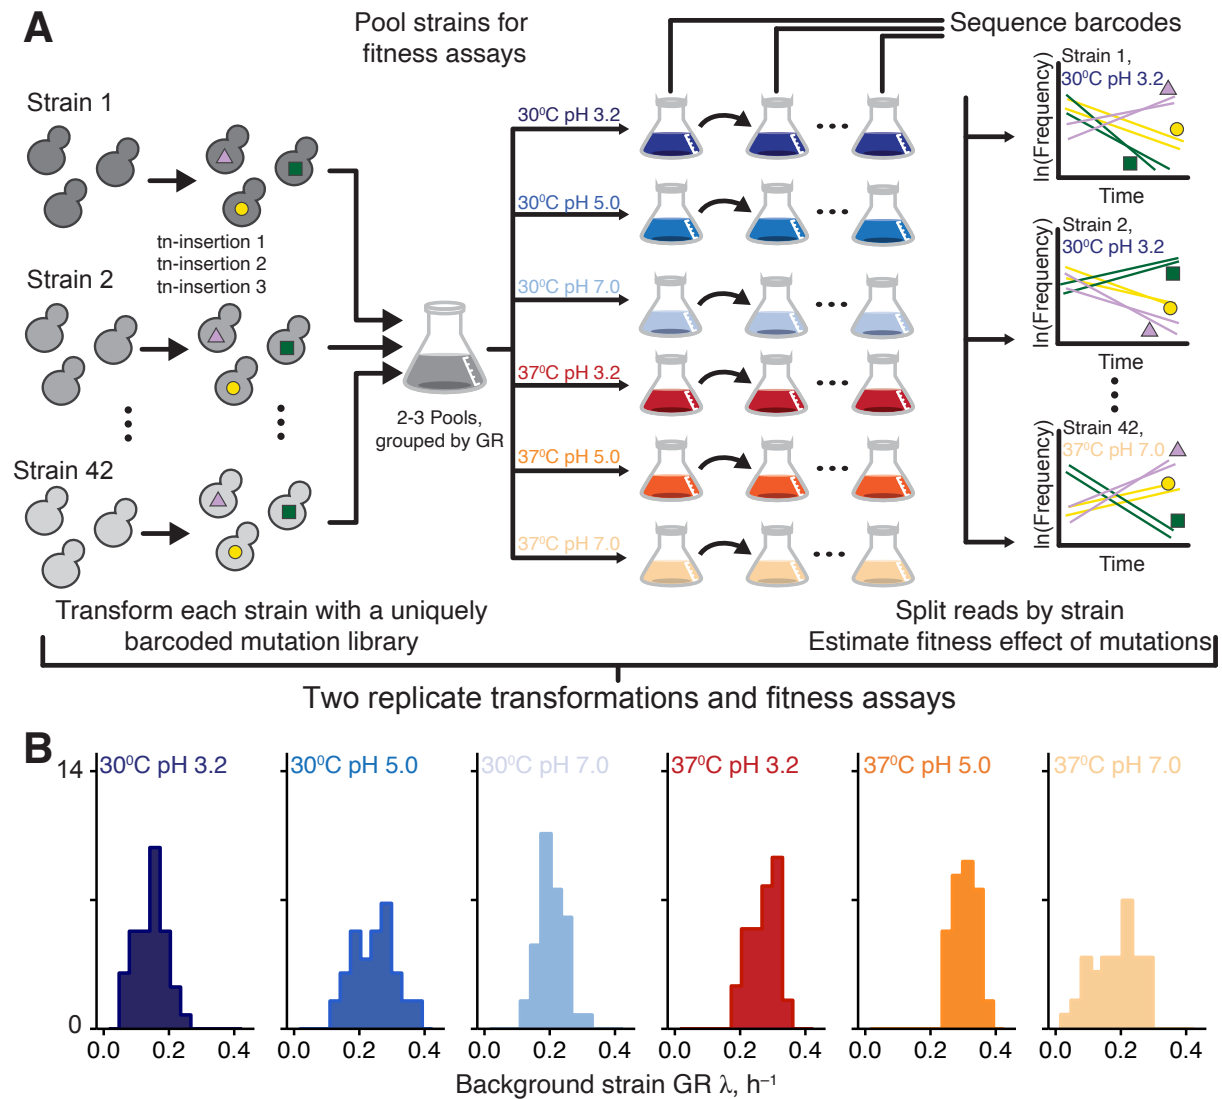 A
Pool strains for
fitness assays
Sequence barcodes
Strain 1
tn-insertion 1
tn-insertion 2
tn-insertion 3
Strain 2
Strain 42
2-3 Pools,
grouped by GR
30⁰C pH 3.2
30⁰C pH 5.0
30⁰C pH 7.0
37⁰C pH 3.2
37⁰C pH 5.0
37⁰C pH 7.0
Strain 1,
30⁰C pH 3.2
ln(Frequency)
Time
Strain 2,
30⁰C pH 3.2
ln(Frequency)
Time
Strain 42,
37⁰C pH 7.0
ln(Frequency)
Time
Transform each strain with a uniquely
barcoded mutation library
Split reads by strain
Estimate fitness effect of mutations
Two replicate transformations and fitness assays
B
14
0
30⁰C pH 3.2
30⁰C pH 5.0
30⁰C pH 7.0
37⁰C pH 3.2
37⁰C pH 5.0
37⁰C pH 7.0
0.0 0.2 0.4
0.0 0.2 0.4
0.0 0.2 0.4
0.0 0.2 0.4
0.0 0.2 0.4
0.0 0.2 0.4
Background strain GR λ, h⁻¹